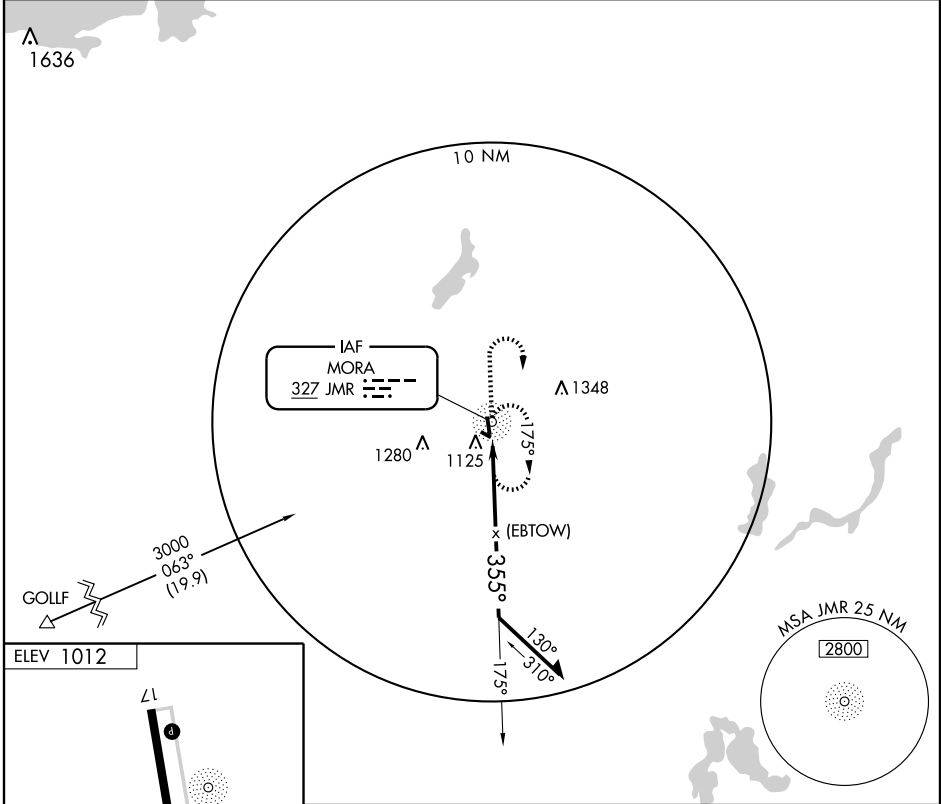 1636
10 NM
IAF
MORA
327 JMR
1348
1280
1125
175°
x (EBTOW)
355°
3000
063°
(19.9)
GOLLF
130°
310°
175°
MSA JMR 25 NM
2800
ELEV 1012
17
P